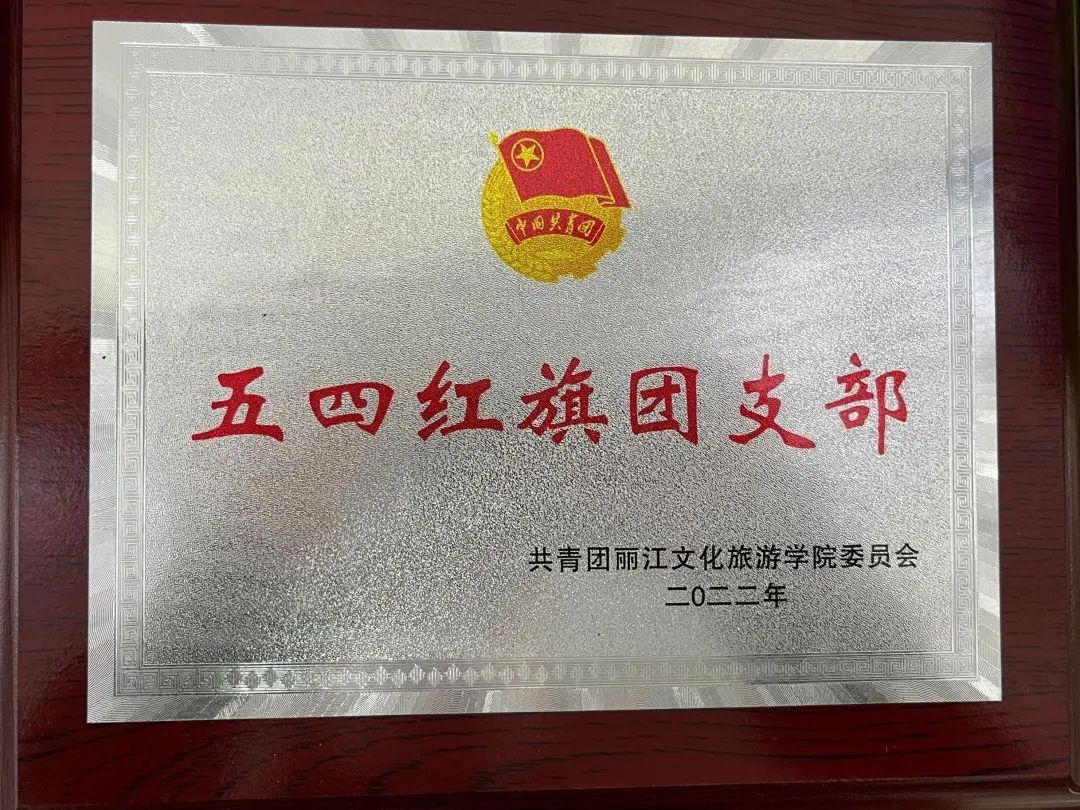 中国共青团
五四红旗团支部
共青团丽江文化旅游学院委员会
二0二二年